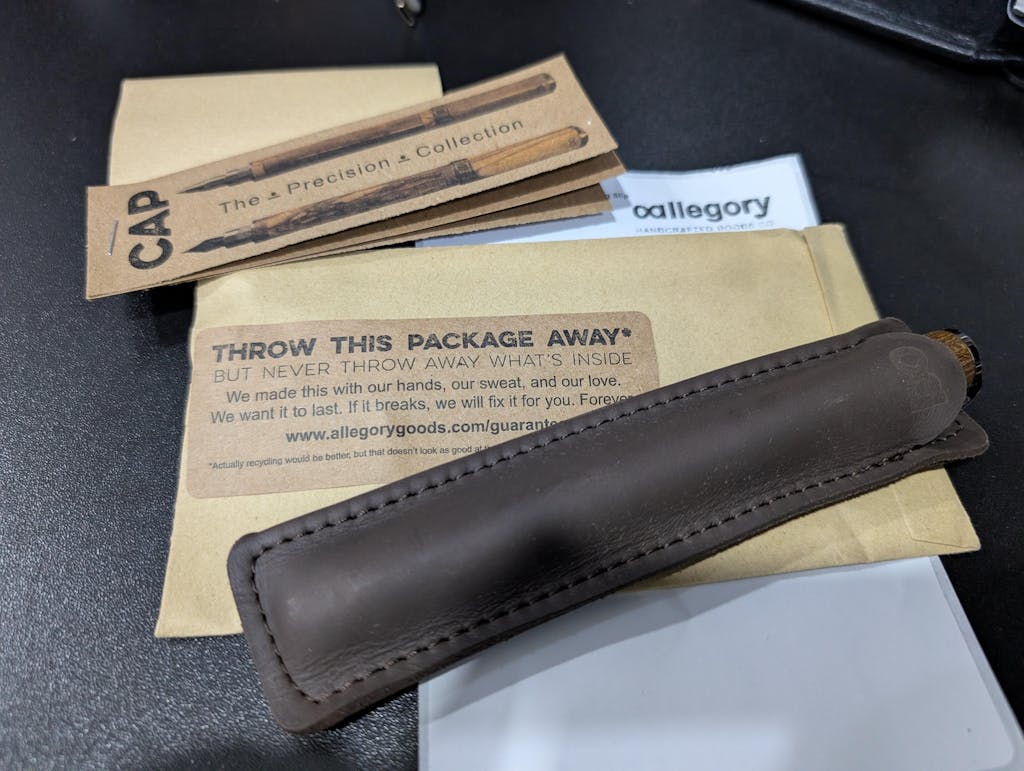 CAP
The Precision Collection
allegory
HANDCRAFTED GOODS CO
THROW THIS PACKAGE AWAY*
BUT NEVER THROW AWAY WHAT'S INSIDE
We made this with our hands, our sweat, and our love.
We want it to last. If it breaks, we will fix it for you. Forever
www.allegorygoods.com/guarante
*Actually recycling would be better, but that doesn't look as good at